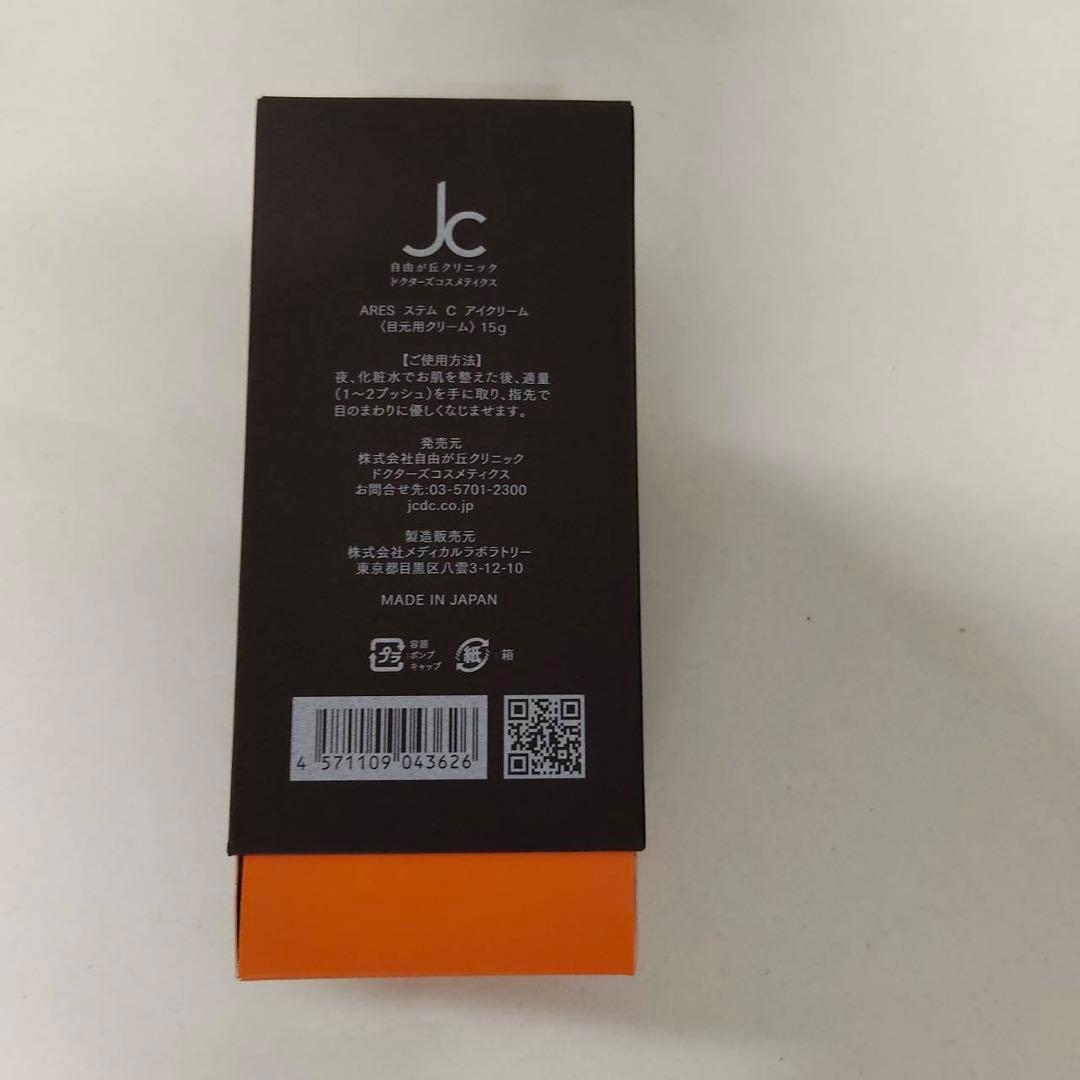 Jc
自由が丘クリニック
ドクターズコスメティクス
ARES ステム C アイクリーム
〈目元用クリーム〉15g
【ご使用方法】
夜、化粧水でお肌を整えた後、適量
(1〜2プッシュ)を手に取り、指先で
目のまわりに優しくなじませます。
発売元
株式会社自由が丘クリニック
ドクターズコスメティクス
お問合せ先:03-5701-2300
jcdc.co.jp
製造販売元
株式会社メディカルラボラトリー
東京都目黒区八雲3-12-10
MADE IN JAPAN
プラ 容器 :ポンプ キャップ 紙 :箱
4 571109 043626